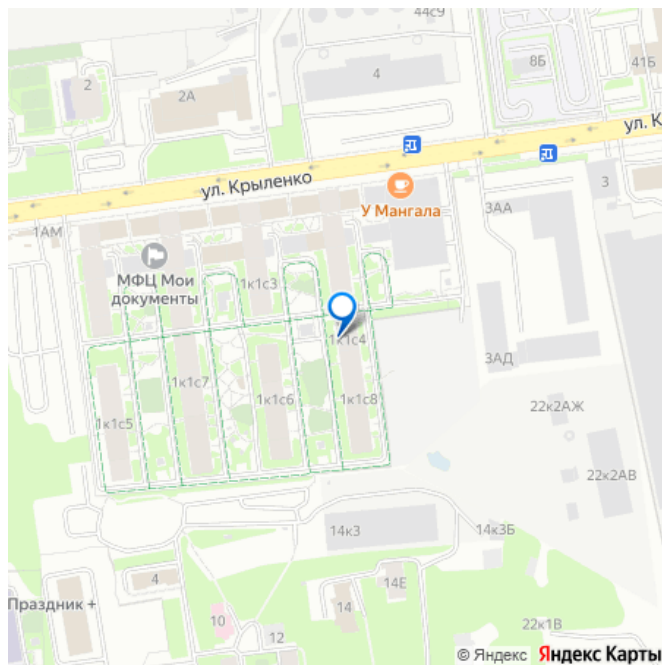 44с9
2
2А
4
8Б
41Б
ул. К
ул. Крыленко
3
У Мангала
3АА
1АМ
МФЦ Мои
документы
1к1с3
1к1с4
3АД
1к1с7
1к1с6
1к1с8
1к1с5
22к2АЖ
22к2АВ
14к3
14к3Б
4
14Е
Праздник +
14
10
12
22к1В
© Яндекс Яндекс Карты